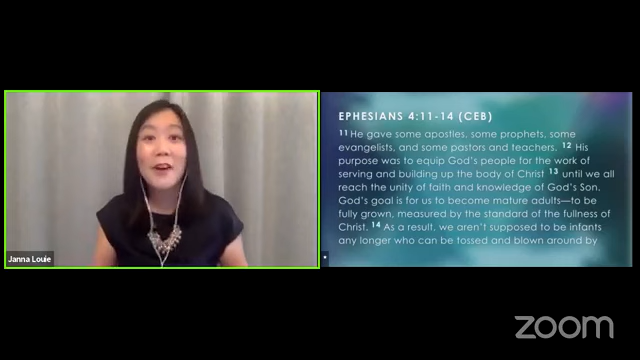 Janna Louie
EPHESIANS 4:11-14 (CEB)
11 He gave some apostles, some prophets, some
evangelists, and some pastors and teachers. 12 His
purpose was to equip God's people for the work of
serving and building up the body of Christ 13 until we all
reach the unity of faith and knowledge of God's Son.
God's goal is for us to become mature adults—to be
fully grown, measured by the standard of the fullness of
Christ. 14 As a result, we aren't supposed to be infants
any longer who can be tossed and blown around by
zoom